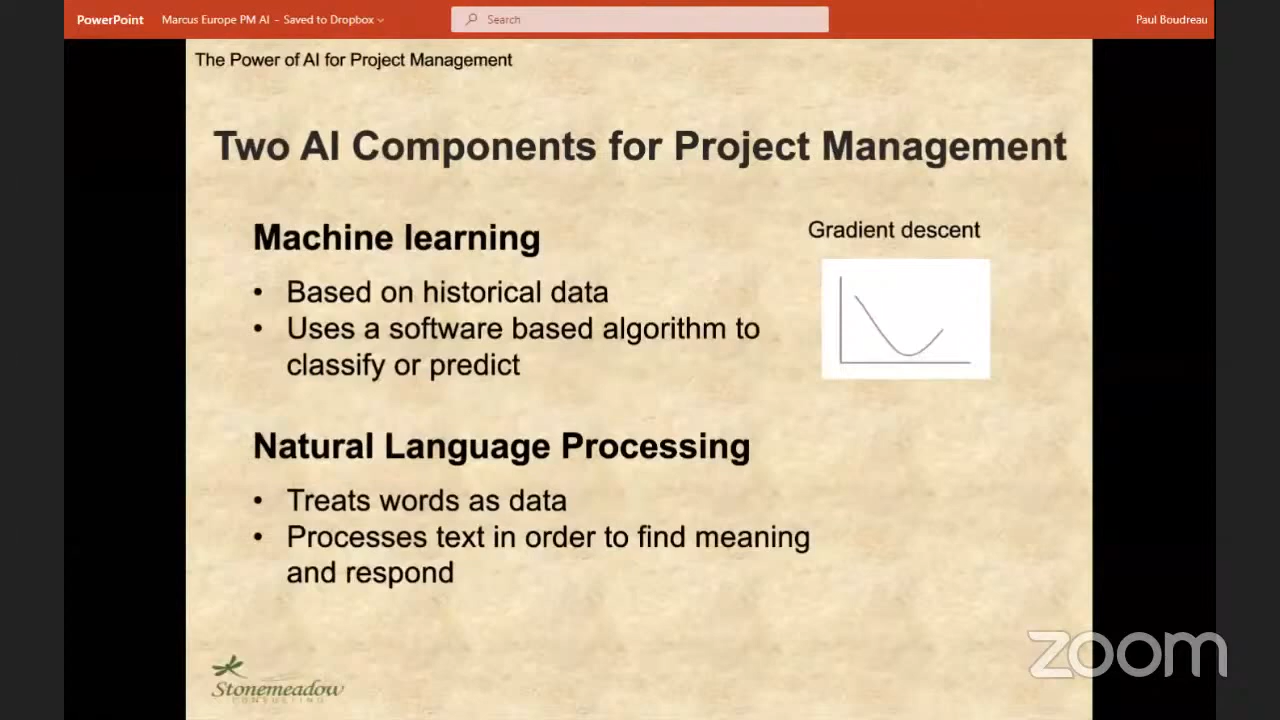 PowerPoint Marcus Europe PM AI – Saved to Dropbox Search Paul Boudreau
The Power of AI for Project Management
Two AI Components for Project Management
Machine learning
Gradient descent
• Based on historical data
• Uses a software based algorithm to
classify or predict
Natural Language Processing
• Treats words as data
• Processes text in order to find meaning
and respond
Stonemeadow
CONSULTING
zoom